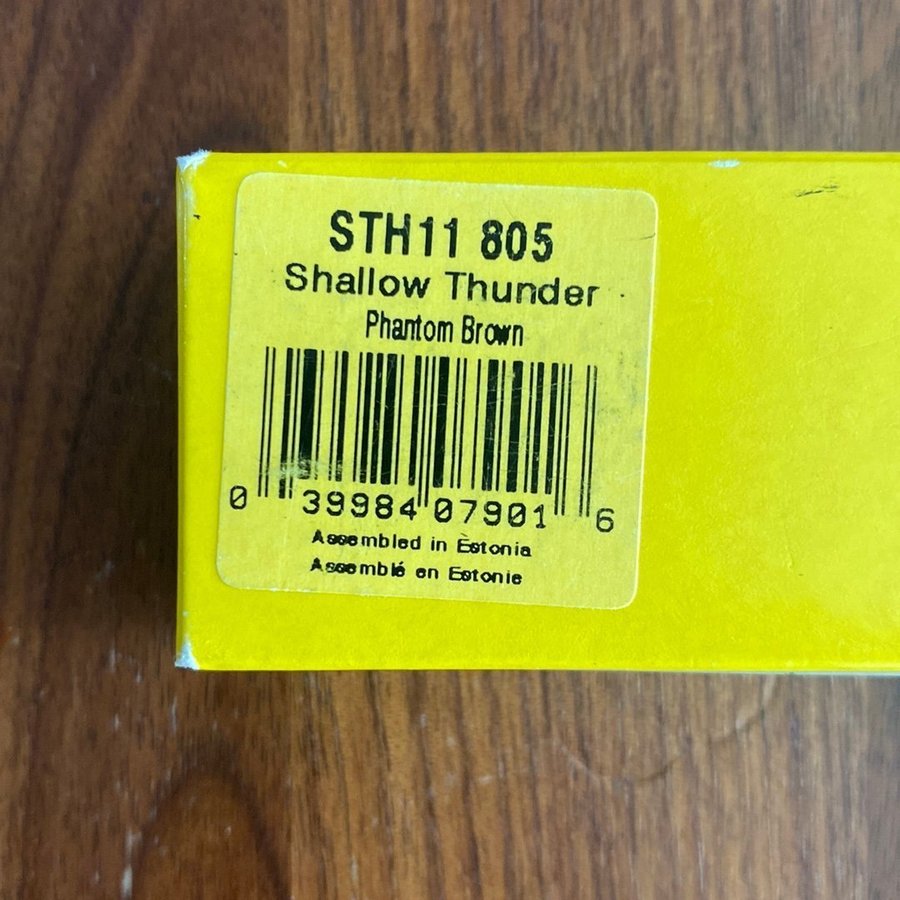 STH11 805
Shallow Thunder
Phantom Brown
0 39984 07901 6
Assembled in Estonia
Assemblé en Estonie